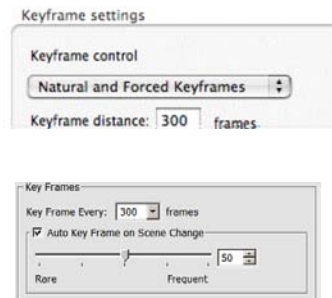 Keyframe settings
Keyframe control
Natural and Forced Keyframes
Keyframe distance: 300 frames
Key Frames
Key Frame Every: 300 frames
Auto Key Frame on Scene Change
50
Rare Frequent